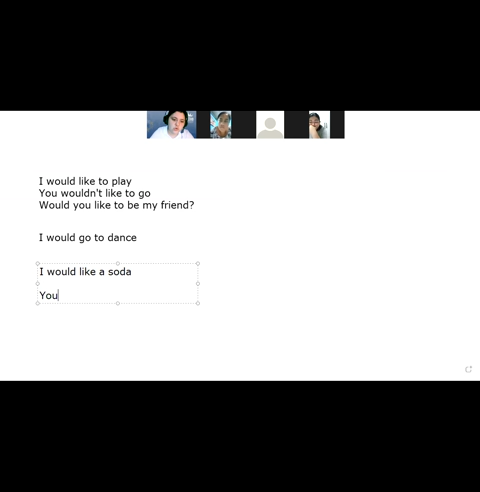 I would like to play
You wouldn't like to go
Would you like to be my friend?
I would go to dance
I would like a soda
You